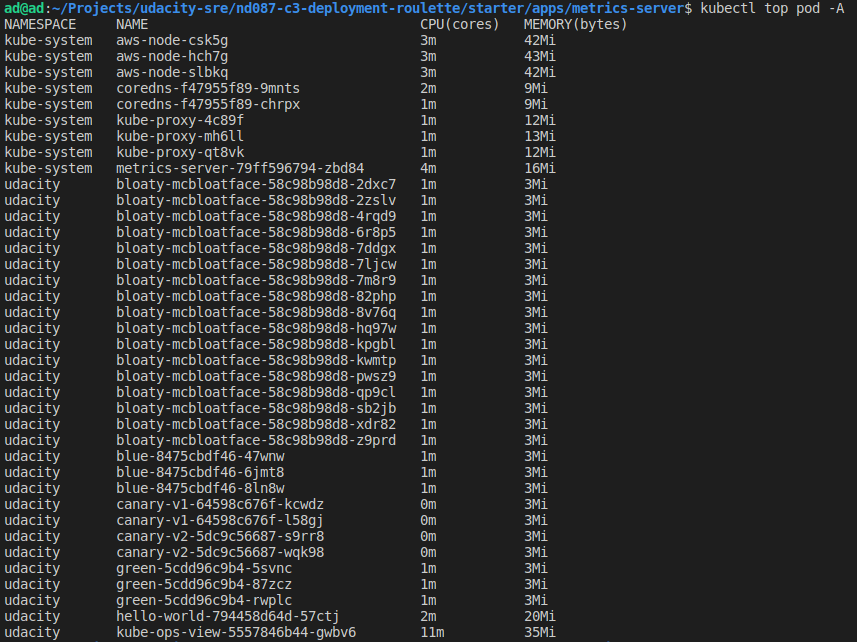 ad@ad:~/Projects/udacity-sre/nd087-c3-deployment-roulette/starter/apps/metrics-server$ kubectl top pod -A
NAMESPACE NAME CPU(cores) MEMORY(bytes)
kube-system aws-node-csk5g 3m 42Mi
kube-system aws-node-hch7g 3m 43Mi
kube-system aws-node-slbkq 3m 42Mi
kube-system coredns-f47955f89-9mnts 2m 9Mi
kube-system coredns-f47955f89-chrpx 1m 9Mi
kube-system kube-proxy-4c89f 1m 12Mi
kube-system kube-proxy-mh6ll 1m 13Mi
kube-system kube-proxy-qt8vk 1m 12Mi
kube-system metrics-server-79ff596794-zbd84 4m 16Mi
udacity bloaty-mcbloatface-58c98b98d8-2dxc7 1m 3Mi
udacity bloaty-mcbloatface-58c98b98d8-2zslv 1m 3Mi
udacity bloaty-mcbloatface-58c98b98d8-4rqd9 1m 3Mi
udacity bloaty-mcbloatface-58c98b98d8-6r8p5 1m 3Mi
udacity bloaty-mcbloatface-58c98b98d8-7ddgx 1m 3Mi
udacity bloaty-mcbloatface-58c98b98d8-7ljcw 1m 3Mi
udacity bloaty-mcbloatface-58c98b98d8-7m8r9 1m 3Mi
udacity bloaty-mcbloatface-58c98b98d8-82php 1m 3Mi
udacity bloaty-mcbloatface-58c98b98d8-8v76q 1m 3Mi
udacity bloaty-mcbloatface-58c98b98d8-hq97w 1m 3Mi
udacity bloaty-mcbloatface-58c98b98d8-kpgbl 1m 3Mi
udacity bloaty-mcbloatface-58c98b98d8-kwmtp 1m 3Mi
udacity bloaty-mcbloatface-58c98b98d8-pwsz9 1m 3Mi
udacity bloaty-mcbloatface-58c98b98d8-qp9cl 1m 3Mi
udacity bloaty-mcbloatface-58c98b98d8-sb2jb 1m 3Mi
udacity bloaty-mcbloatface-58c98b98d8-xdr82 1m 3Mi
udacity bloaty-mcbloatface-58c98b98d8-z9prd 1m 3Mi
udacity blue-8475cbdf46-47wnw 1m 3Mi
udacity blue-8475cbdf46-6jmt8 1m 3Mi
udacity blue-8475cbdf46-8ln8w 1m 3Mi
udacity canary-v1-64598c676f-kcwdz 0m 3Mi
udacity canary-v1-64598c676f-l58gj 0m 3Mi
udacity canary-v2-5dc9c56687-s9rr8 0m 3Mi
udacity canary-v2-5dc9c56687-wqk98 0m 3Mi
udacity green-5cdd96c9b4-5svnc 1m 3Mi
udacity green-5cdd96c9b4-87zcz 1m 3Mi
udacity green-5cdd96c9b4-rwplc 1m 3Mi
udacity hello-world-794458d64d-57ctj 2m 20Mi
udacity kube-ops-view-5557846b44-gwbv6 11m 35Mi